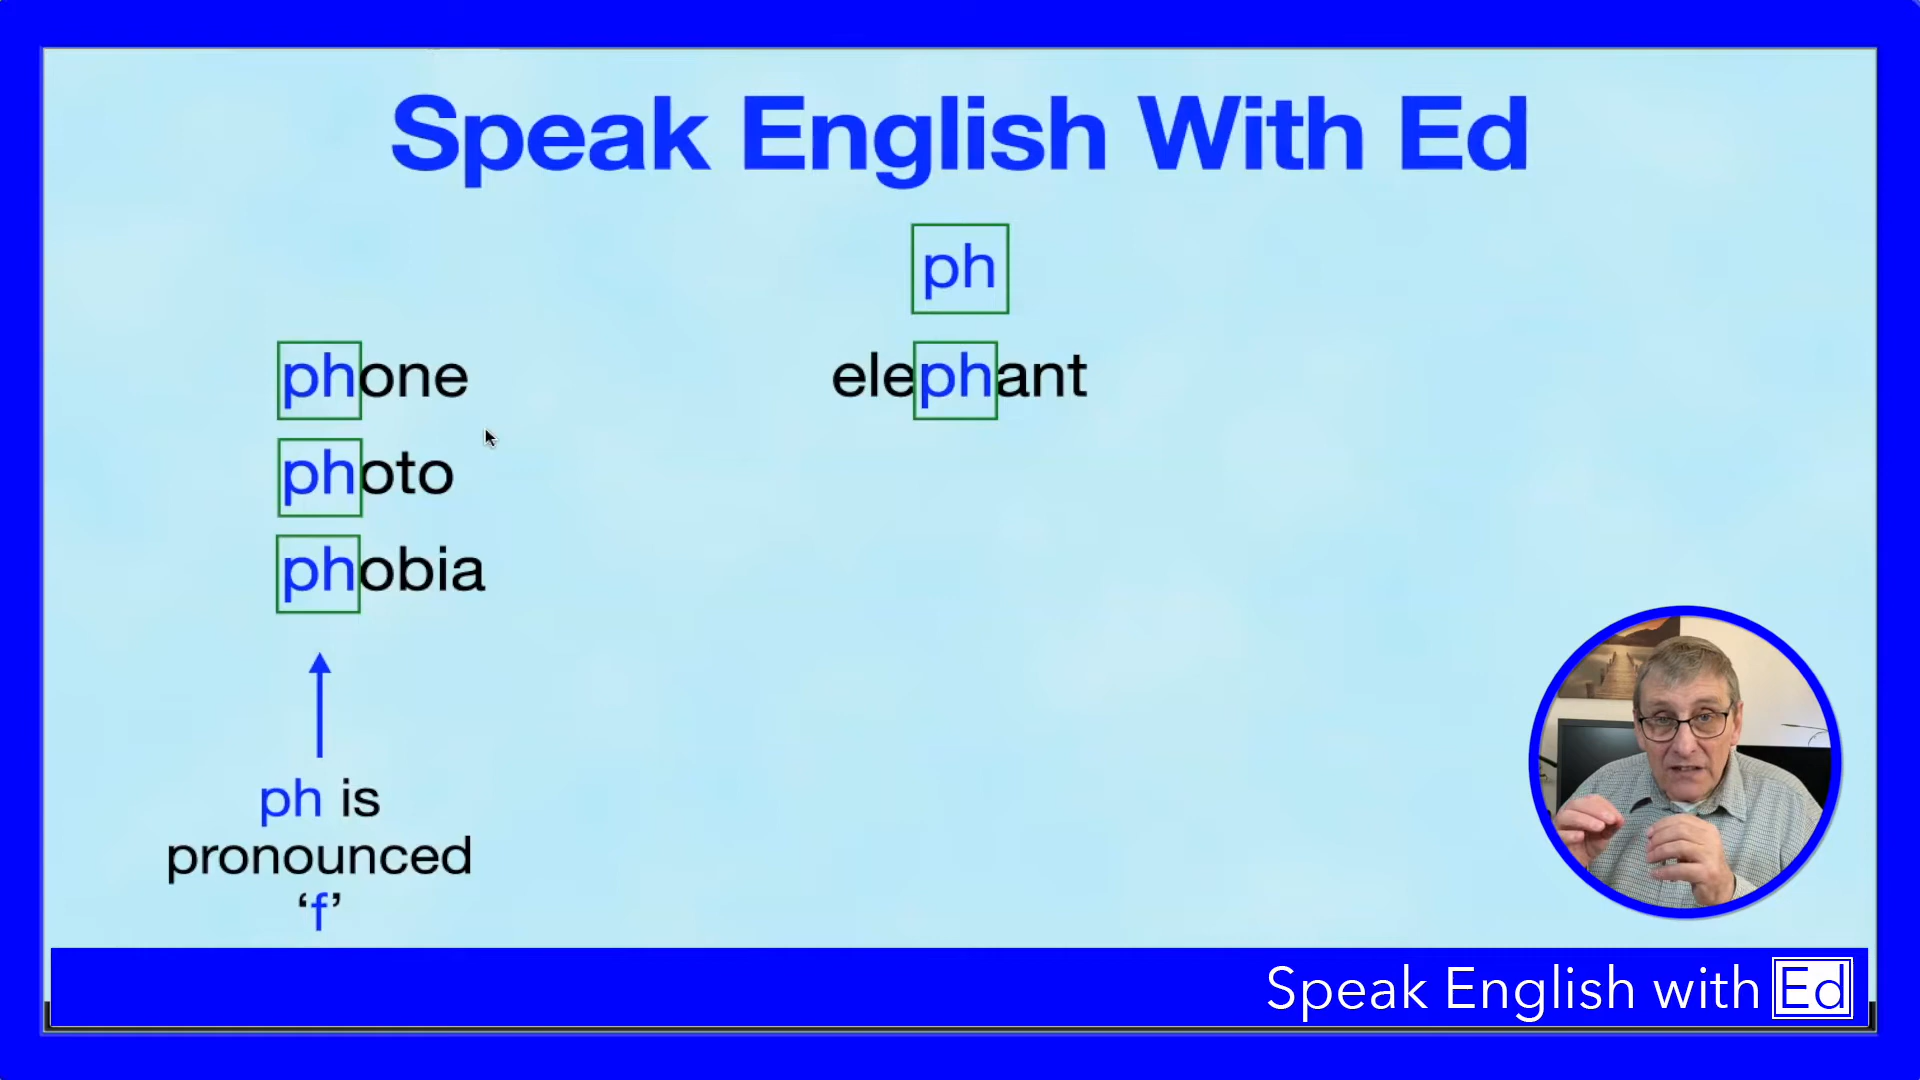 Speak English With Ed
ph
phone
elephant
photo
phobia
ph is
pronounced
‘f’
Speak English with Ed